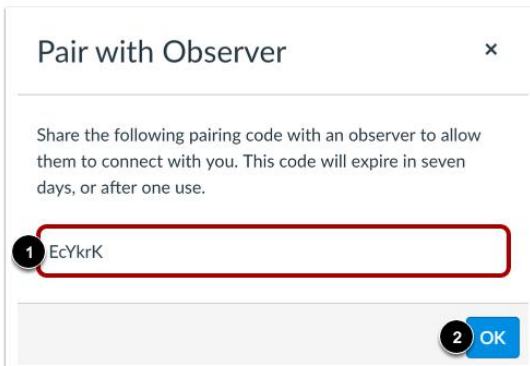 Pair with Observer ×
Share the following pairing code with an observer to allow
them to connect with you. This code will expire in seven
days, or after one use.
1 EcYkrK
2 OK